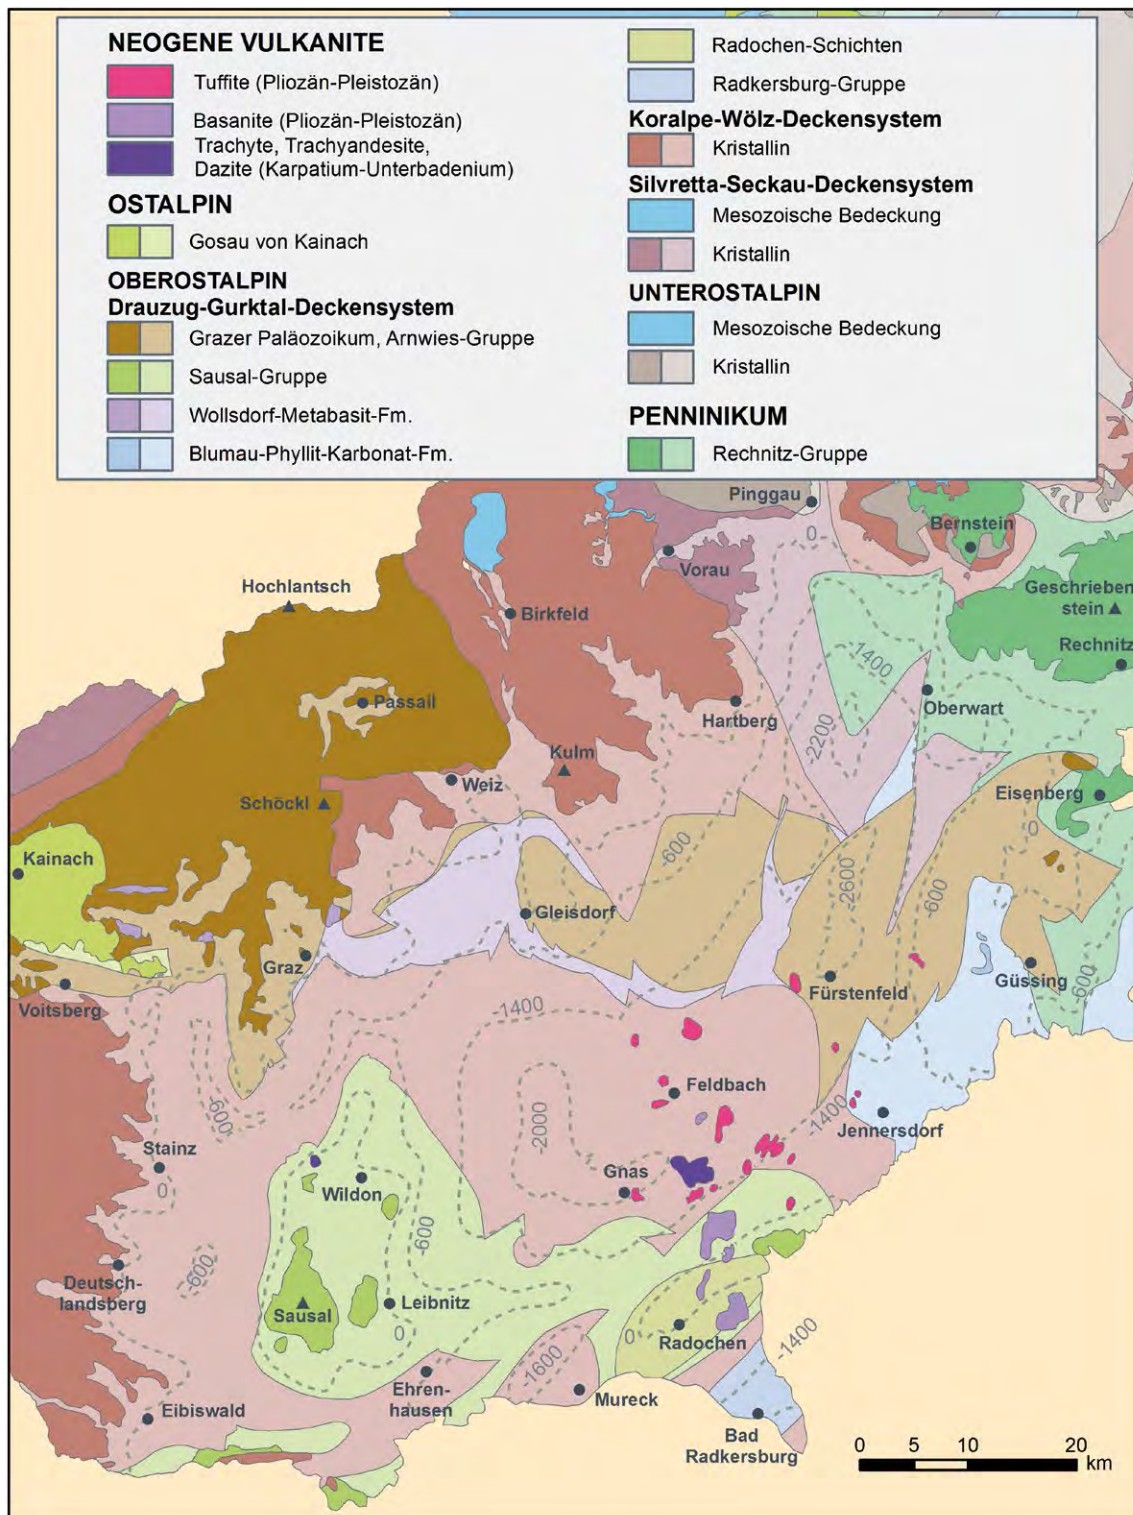 NEOGENE VULKANITE
Tuffite (Pliozän-Pleistozän)
Basanite (Pliozän-Pleistozän)
Trachyte, Trachyandesite,
Dazite (Karpatium-Unterbadenium)
OSTALPIN
Gosau von Kainach
OBEROSTALPIN
Drauzug-Gurktal-Deckensystem
Grazer Paläozoikum, Arnwies-Gruppe
Sausal-Gruppe
Wollsdorf-Metabasit-Fm.
Blumau-Phyllit-Karbonat-Fm.
Radochen-Schichten
Radkersburg-Gruppe
Koralpe-Wölz-Deckensystem
Kristallin
Silvretta-Seckau-Deckensystem
Mesozoische Bedeckung
Kristallin
UNTEROSTALPIN
Mesozoische Bedeckung
Kristallin
PENNINIKUM
Rechnitz-Gruppe
Pinggau
0
Bernstein
Vorau
Hochlantsch
Birkfeld
Geschrieben
stein
Rechnitz
-1400
Passail
Hartberg
Oberwart
-2200
Kulm
Weiz
Schöckl
Eisenberg
0
-600
Kainach
-2600
-600
Gleisdorf
Graz
Voitsberg
Fürstenfeld
Güssing
-600
-1400
Feldbach
-600
-2000
-1400
Jennersdorf
Stainz
0
Wildon
Gnas
-600
-600
Deutsch-
landsberg
Sausal
Leibnitz
0
0
Radochen
-1400
-1600
Ehren-
hausen
Mureck
Eibiswald
Bad
Radkersburg
0 5 10 20
km